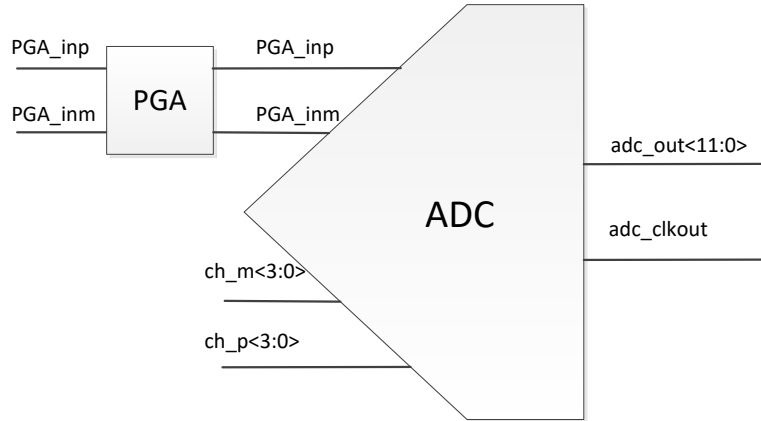 PGA_inp
PGA_inp
PGA
PGA_inm
PGA_inm
adc_out<11:0>
ADC
adc_clkout
ch_m<3:0>
ch_p<3:0>